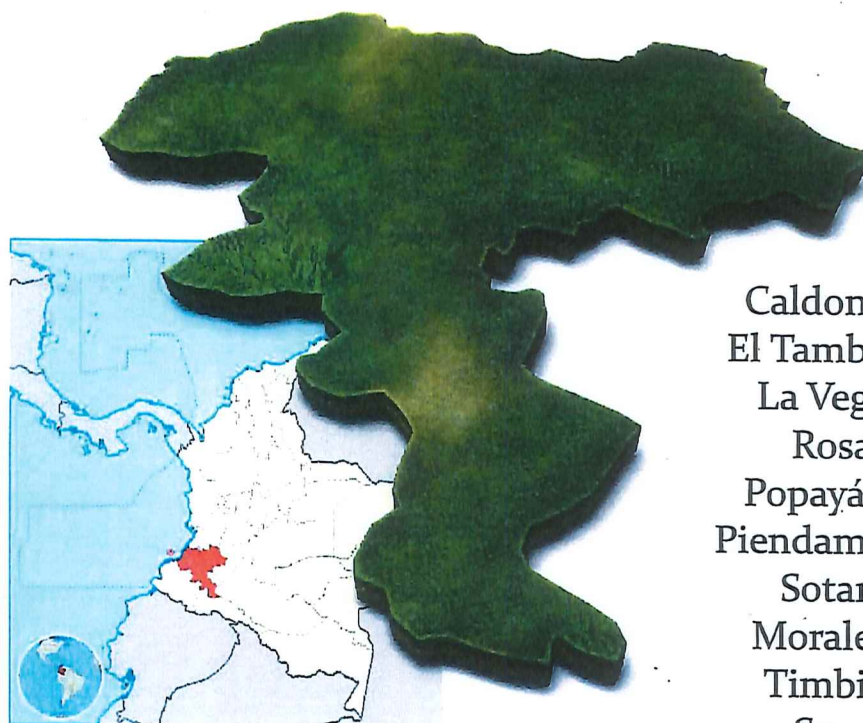 Caldon
El Tamb
La Veg
Rosa
Popayá
Piendam
Sotar
Morale
Timbi